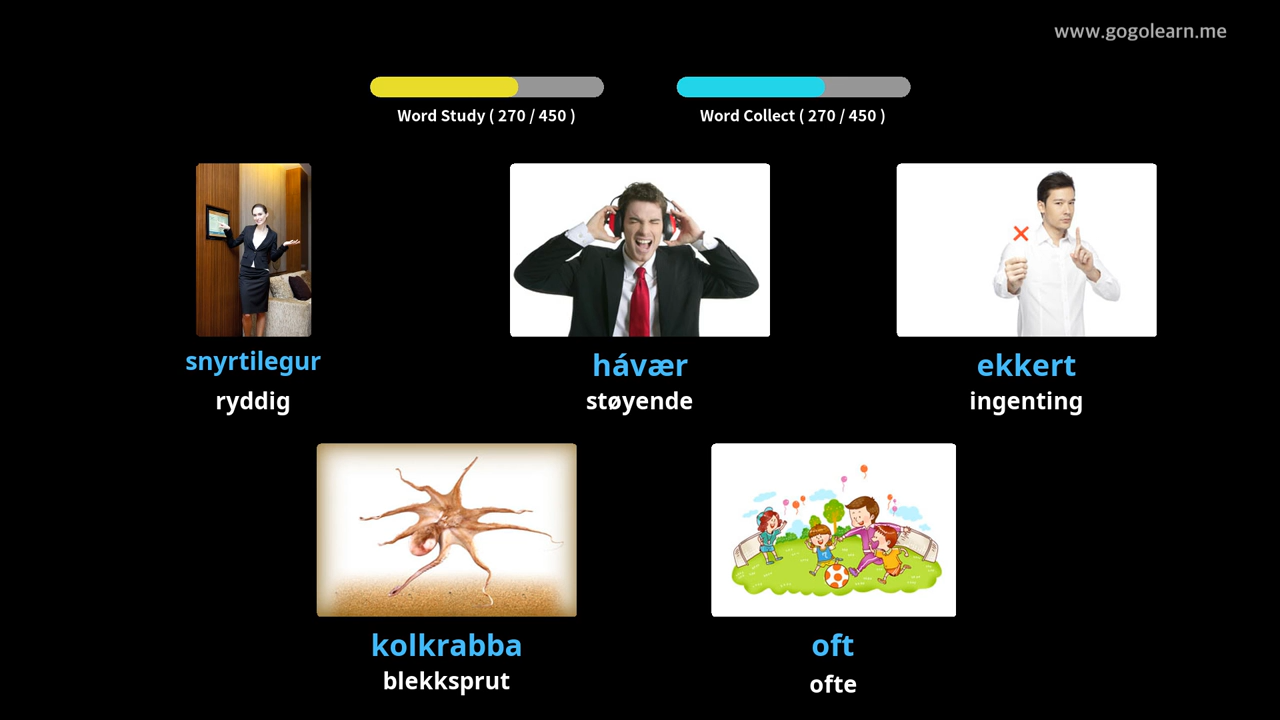 www.gogolearn.me
Word Study ( 270 / 450 )
Word Collect ( 270 / 450 )
snyrtilegur
ryddig
hávær
støyende
ekkert
ingenting
kolkrabba
blekksprut
oft
ofte